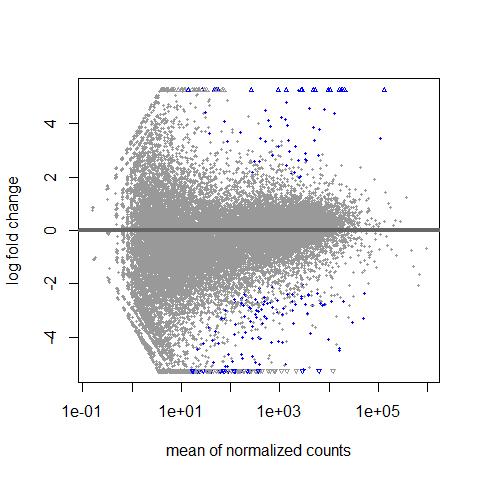 log fold change
4
2
0
-2
-4
1e-01
1e+01
1e+03
1e+05
mean of normalized counts